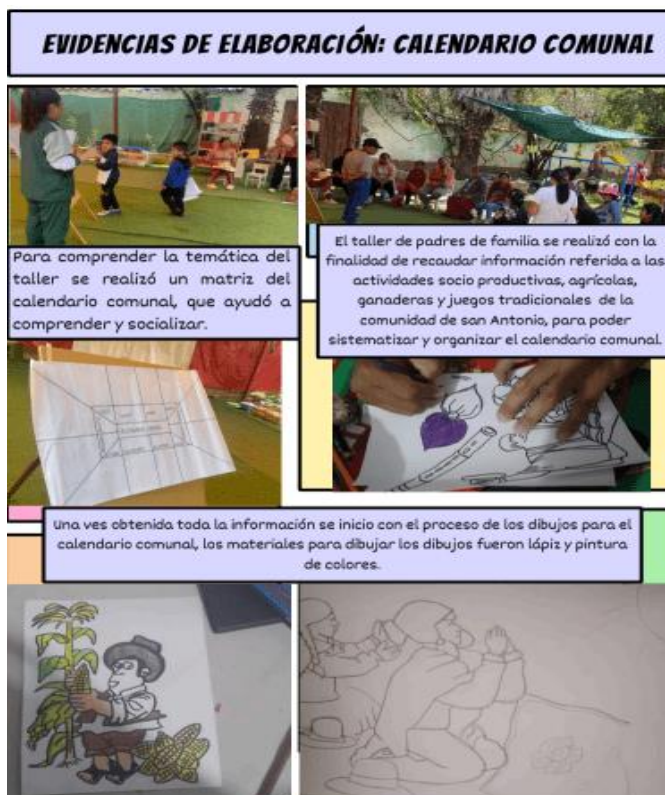 EVIDENCIAS DE ELABORACIÓN: CALENDARIO COMUNAL
Para comprender la temática del
taller se realizó un matriz del
calendario comunal, que ayudó a
comprender y socializar.
El taller de padres de familia se realizó con la
finalidad de recaudar información referida a las
actividades socio productivas, agrícolas,
ganaderas y juegos tradicionales de la
comunidad de san Antonio, para poder
sistematizar y organizar el calendario comunal.
Una ves obtenida toda la información se inicio con el proceso de los dibujos para el
calendario comunal, los materiales para dibujar los dibujos fueron lápiz y pintura
de colores.